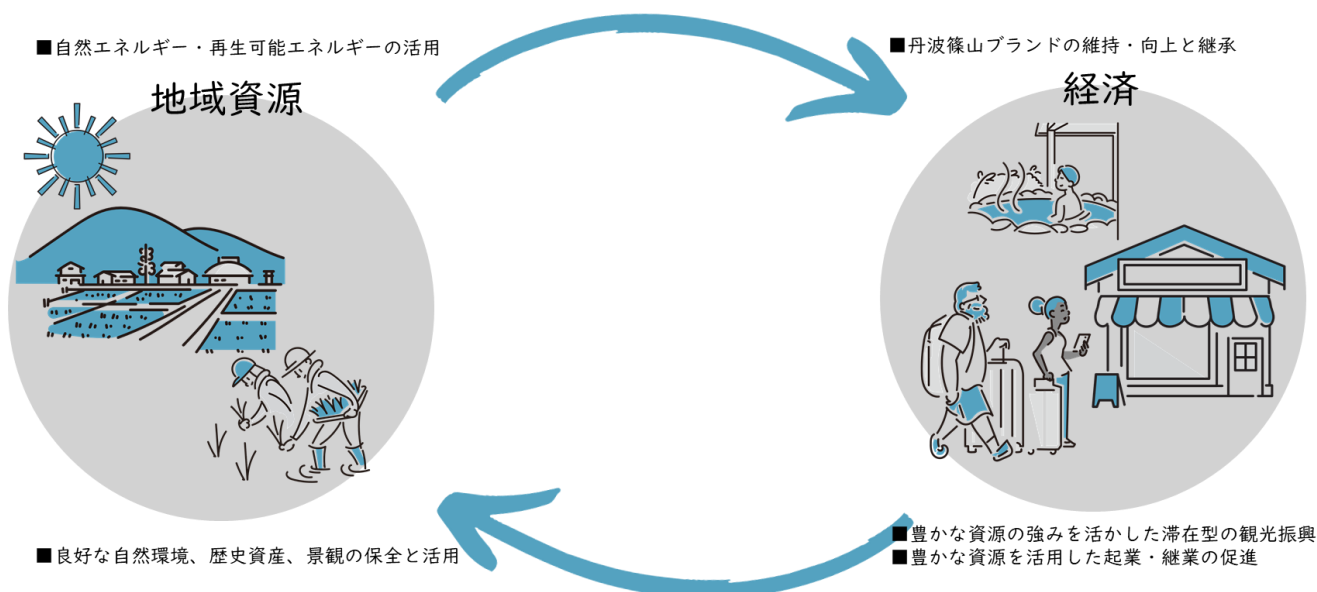 ■自然エネルギー・再生可能エネルギーの活用
地域資源
■良好な自然環境、歴史資産、景観の保全と活用
■丹波篠山ブランドの維持・向上と継承
経済
■豊かな資源の強みを活かした滞在型の観光振興
■豊かな資源を活用した起業・継業の促進